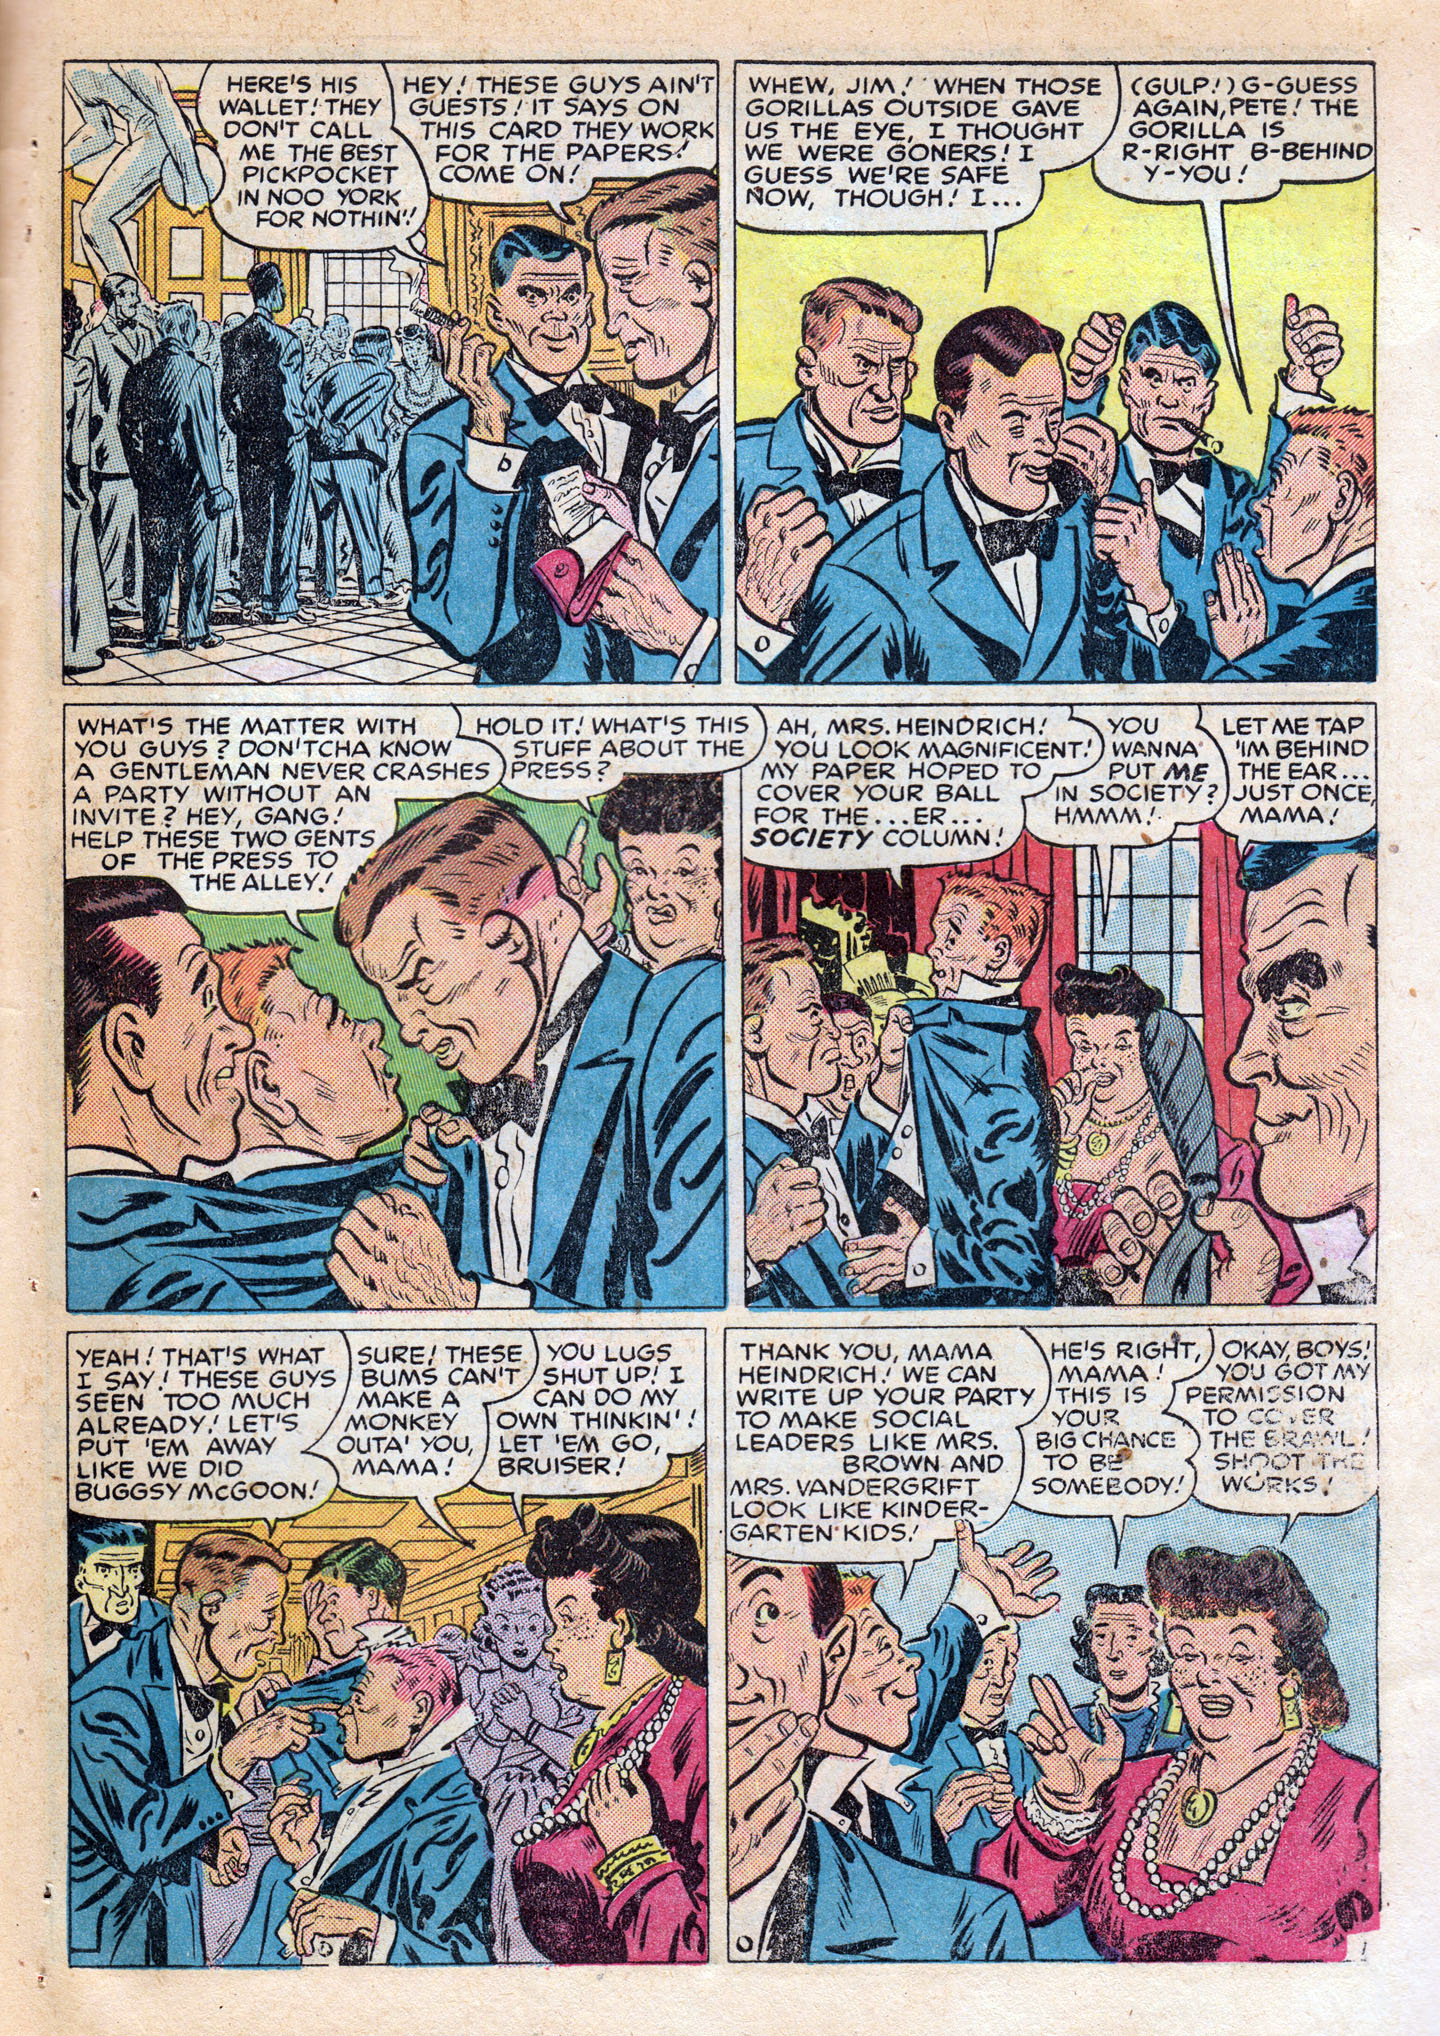 HERE'S HIS
WALLET! THEY
DON'T CALL
ME THE BEST
PICKPOCKET
IN NOO YORK
FOR NOTHIN'!
HEY! THESE GUYS AIN'T
GUESTS! IT SAYS ON
THIS CARD THEY WORK
FOR THE PAPERS!
COME ON!
WHEW, JIM! WHEN THOSE
GORILLAS OUTSIDE GAVE
US THE EYE, I THOUGHT
WE WERE GONERS! I
GUESS WE'RE SAFE
NOW, THOUGH! I...
(GULP!) G-GUESS
AGAIN, PETE! THE
GORILLA IS
R-RIGHT B-BEHIND
Y-YOU!
WHAT'S THE MATTER WITH
YOU GUYS? DON'TCHA KNOW
A GENTLEMAN NEVER CRASHES
A PARTY WITHOUT AN
INVITE? HEY, GANG!
HELP THESE TWO GENTS
OF THE PRESS TO
THE ALLEY!
HOLD IT! WHAT'S THIS
STUFF ABOUT THE
PRESS?
AH, MRS. HEINDRICH!
YOU LOOK MAGNIFICENT!
MY PAPER HOPED TO
COVER YOUR BALL
FOR THE ...ER...
SOCIETY COLUMN!
YOU
WANNA
PUT ME
IN SOCIETY?
HMMM!
LET ME TAP
'IM BEHIND
THE EAR...
JUST ONCE,
MAMA!
YEAH! THAT'S WHAT
I SAY! THESE GUYS
SEEN TOO MUCH
ALREADY! LET'S
PUT 'EM AWAY
LIKE WE DID
BUGGSY McGOON!
SURE! THESE
BUMS CAN'T
MAKE A
MONKEY
OUTA' YOU,
MAMA!
YOU LUGS
SHUT UP! I
CAN DO MY
OWN THINKIN'!
LET 'EM GO,
BRUISER!
THANK YOU, MAMA
HEINDRICH! WE CAN
WRITE UP YOUR PARTY
TO MAKE SOCIAL
LEADERS LIKE MRS.
BROWN AND
MRS. VANDERGRIFT
LOOK LIKE KINDER-
GARTEN KIDS!
HE'S RIGHT,
MAMA!
THIS IS
YOUR
BIG CHANCE
TO BE
SOMEBODY!
OKAY, BOYS!
YOU GOT MY
PERMISSION
TO COVER
THE BRAWL!
SHOOT THE
WORKS!